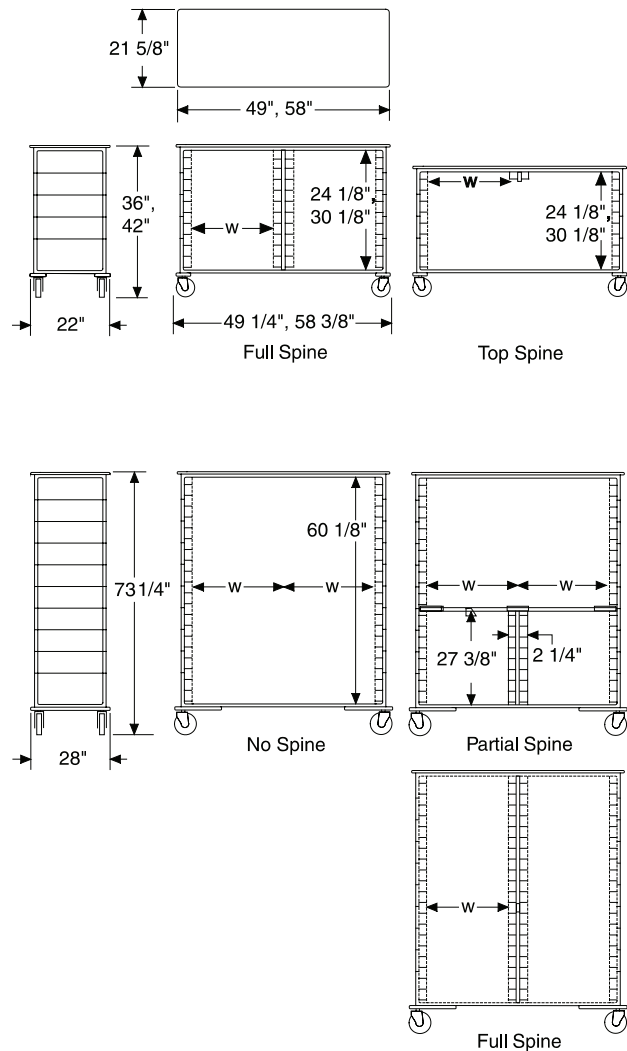 21 5/8"
49", 58"
36",
42"
24 1/8",
30 1/8"
W
22"
49 1/4", 58 3/8"
Full Spine
W
24 1/8",
30 1/8"
Top Spine
73 1/4"
28"
60 1/8"
W W
No Spine
W W
27 3/8"
2 1/4"
Partial Spine
W
Full Spine